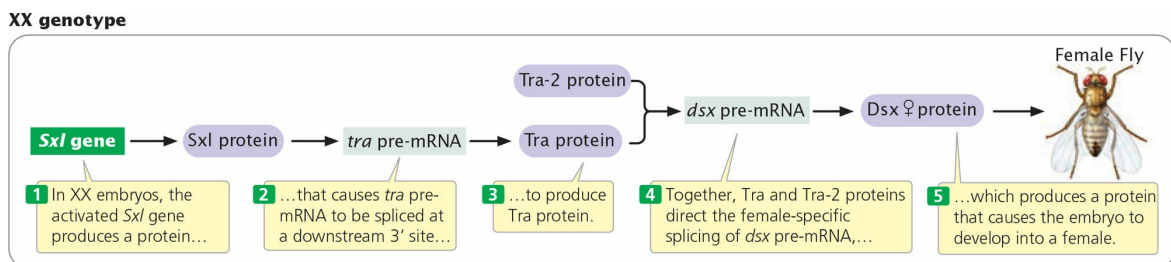 XX genotype
Female Fly
Tra-2 protein
Sxl gene
Sxl protein
tra pre-mRNA
Tra protein
dsx pre-mRNA
Dsx ♀ protein
1 In XX embryos, the
activated Sxl gene
produces a protein…
2 …that causes tra pre-
mRNA to be spliced at
a downstream 3′ site…
3 …to produce
Tra protein.
4 Together, Tra and Tra-2 proteins
direct the female-specific
splicing of dsx pre-mRNA,…
5 …which produces a protein
that causes the embryo to
develop into a female.